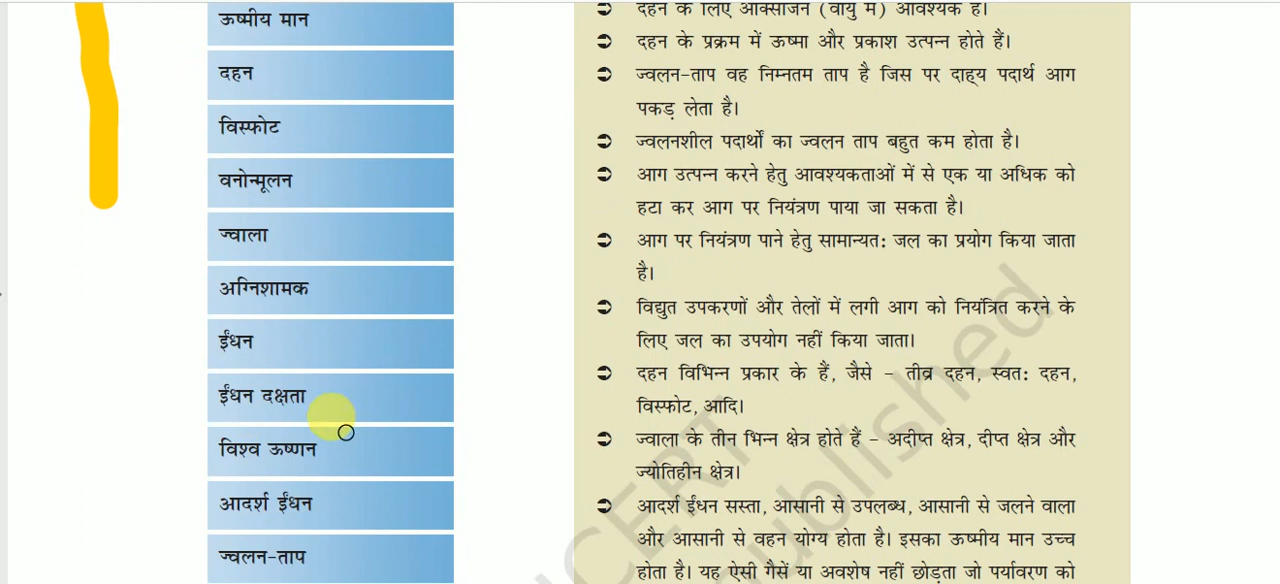 ऊष्मीय मान
दहन
विस्फोट
वनोन्मूलन
ज्वाला
अग्निशामक
ईंधन
ईंधन दक्षता
विश्व ऊष्णन
आदर्श ईंधन
ज्वलन-ताप
दहन के लिए ऑक्सीजन (वायु में) आवश्यक है।
दहन के प्रक्रम में ऊष्मा और प्रकाश उत्पन्न होते हैं।
ज्वलन-ताप वह निम्नतम ताप है जिस पर दाह्य पदार्थ आग
पकड़ लेता है।
ज्वलनशील पदार्थों का ज्वलन ताप बहुत कम होता है।
आग उत्पन्न करने हेतु आवश्यकताओं में से एक या अधिक को
हटा कर आग पर नियंत्रण पाया जा सकता है।
आग पर नियंत्रण पाने हेतु सामान्यत: जल का प्रयोग किया जाता
है।
विद्युत उपकरणों और तेलों में लगी आग को नियंत्रित करने के
लिए जल का उपयोग नहीं किया जाता।
दहन विभिन्न प्रकार के हैं, जैसे - तीव्र दहन, स्वत: दहन,
विस्फोट, आदि।
ज्वाला के तीन भिन्न क्षेत्र होते हैं - अदीप्त क्षेत्र, दीप्त क्षेत्र और
ज्योतिहीन क्षेत्र।
आदर्श ईंधन सस्ता, आसानी से उपलब्ध, आसानी से जलने वाला
और आसानी से वहन योग्य होता है। इसका ऊष्मीय मान उच्च
होता है। यह ऐसी गैसें या अवशेष नहीं छोड़ता जो पर्यावरण को
NCERT
published